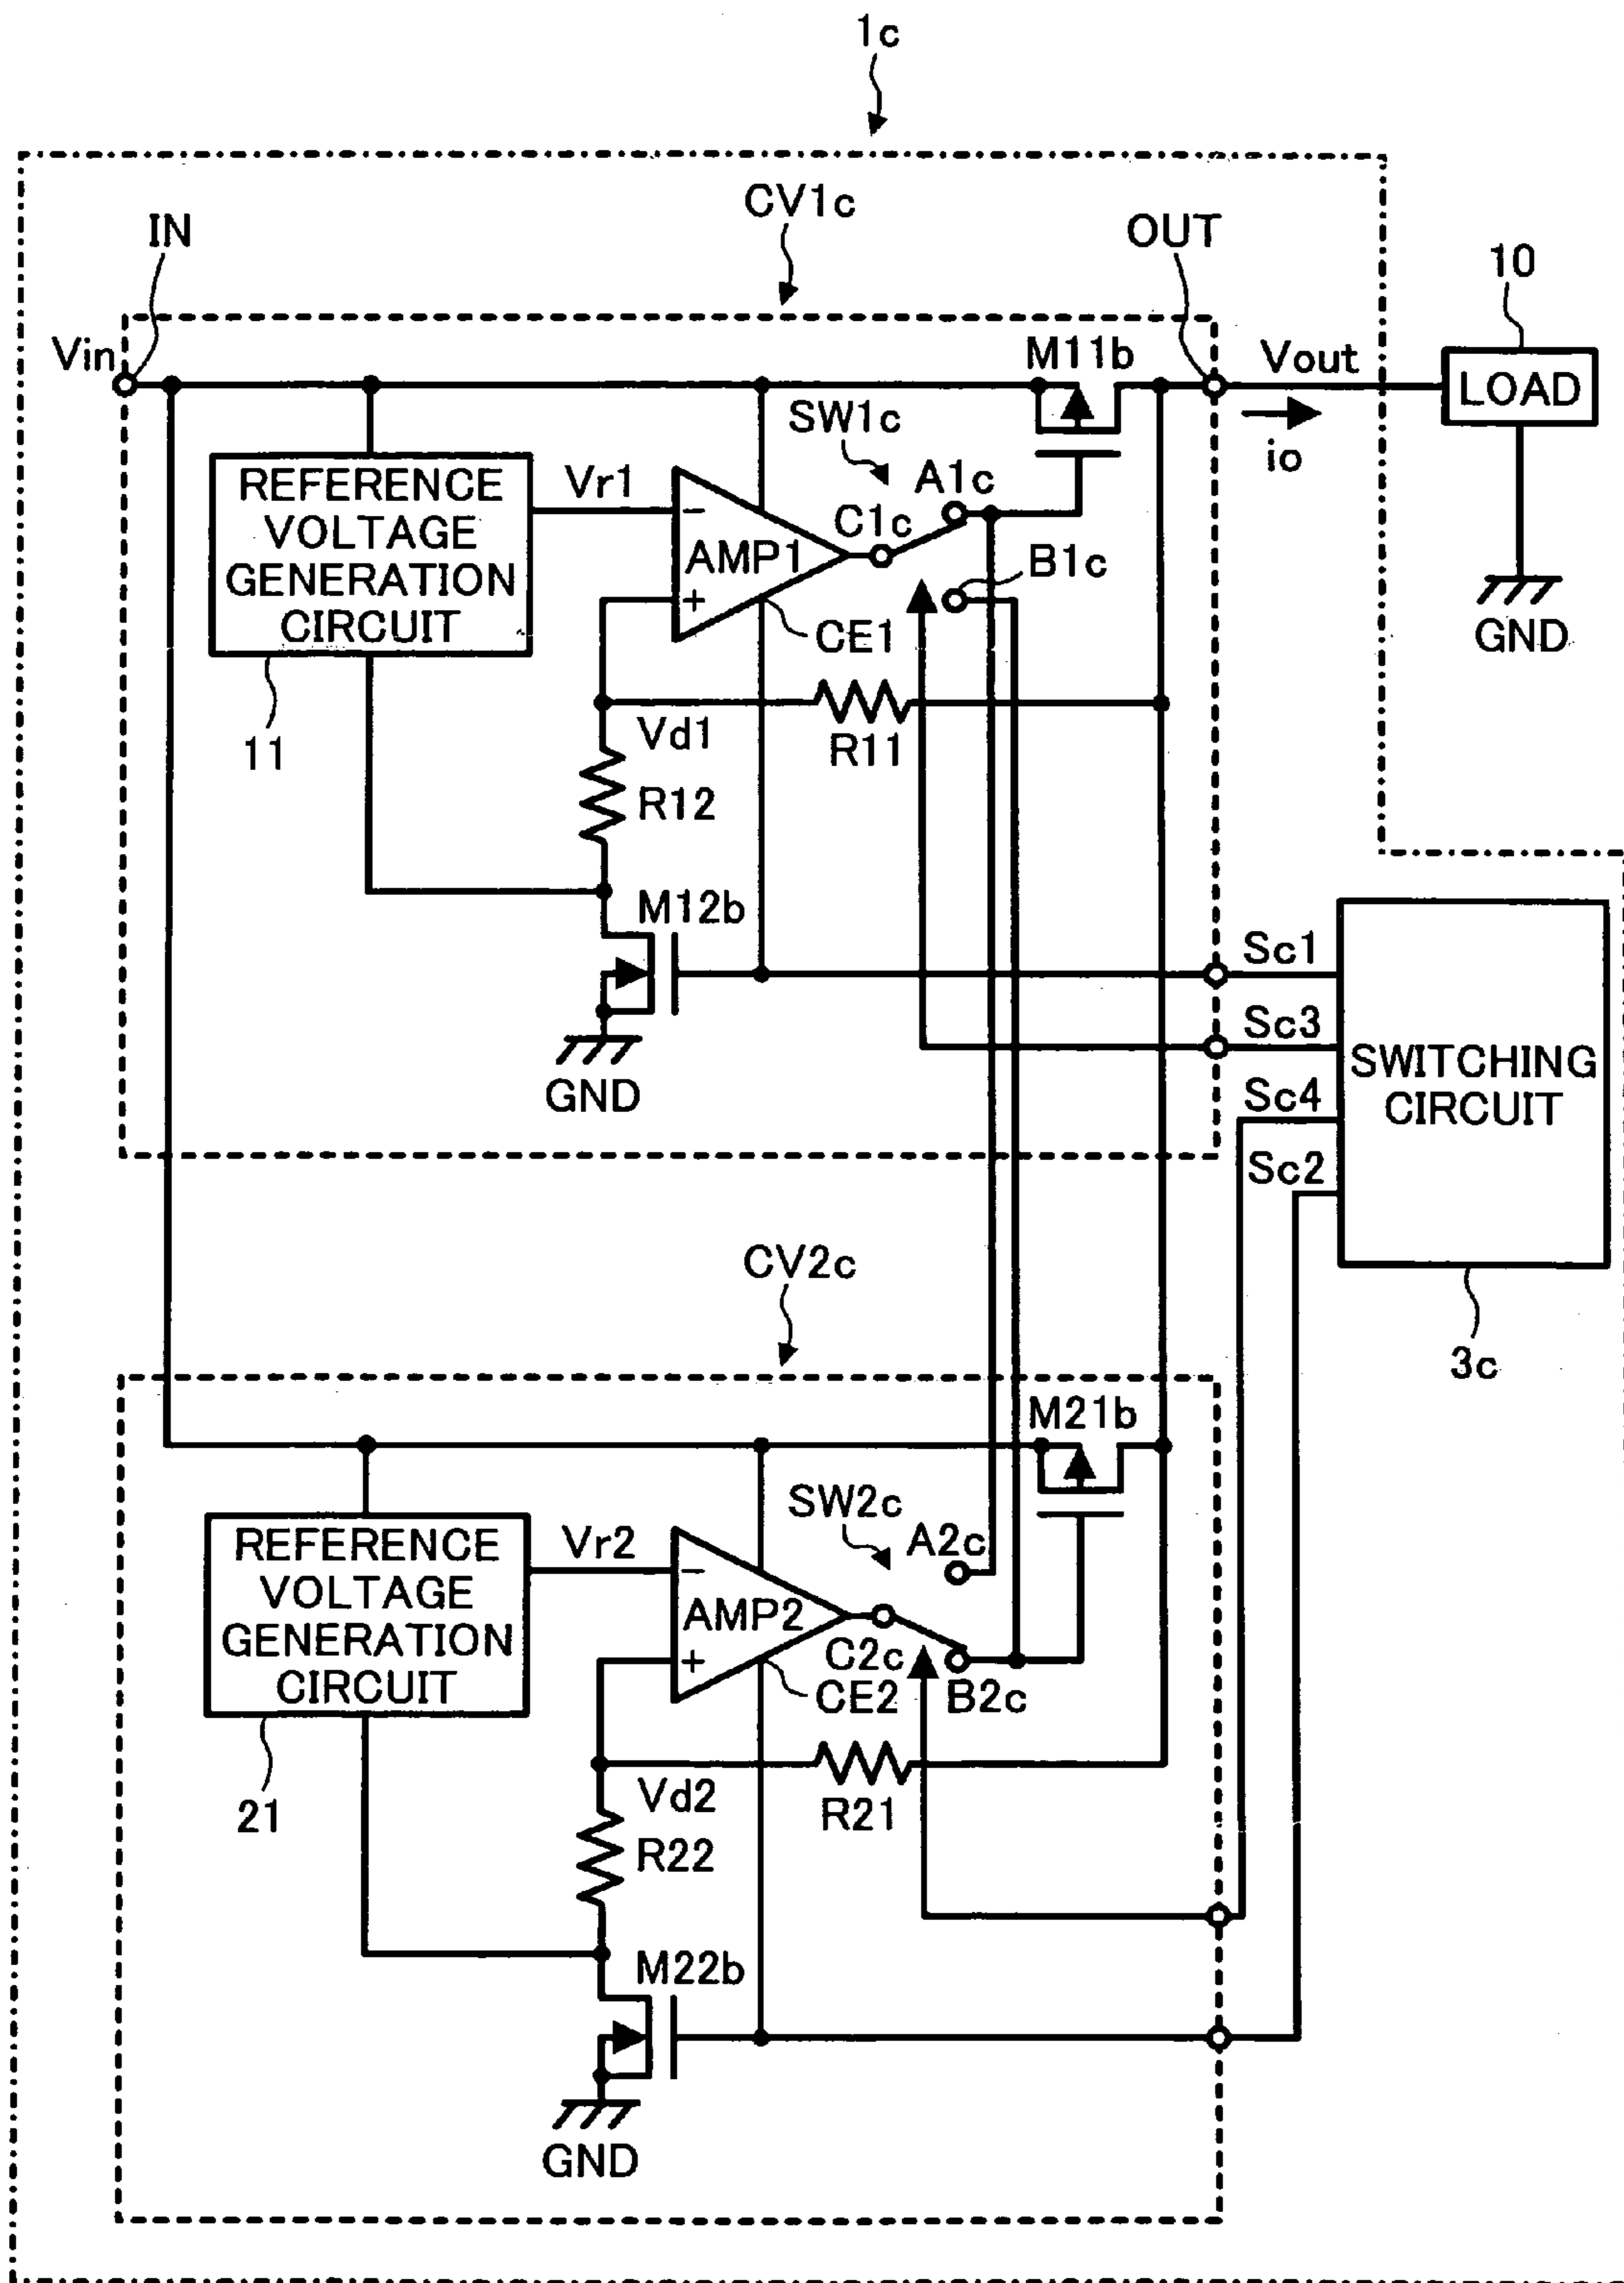 1c
CV1c
IN
OUT
10
Vin
M11b
Vout
LOAD
SW1c
io
REFERENCE
VOLTAGE
GENERATION
CIRCUIT
Vr1
A1c
C1c
−
AMP1
+
B1c
CE1
GND
11
Vd1
R11
R12
M12b
Sc1
Sc3
GND
SWITCHING
CIRCUIT
Sc4
Sc2
CV2c
3c
M21b
SW2c
REFERENCE
VOLTAGE
GENERATION
CIRCUIT
Vr2
A2c
−
AMP2
+
C2c
B2c
CE2
21
Vd2
R21
R22
M22b
GND